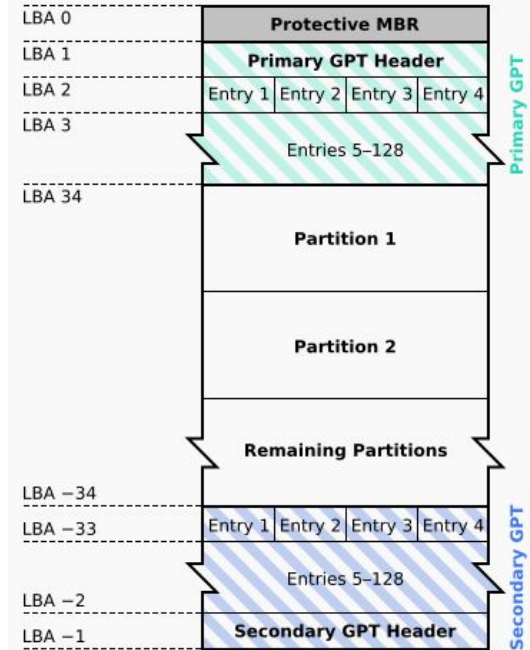 LBA 0
Protective MBR
LBA 1
Primary GPT Header
LBA 2
Entry 1 Entry 2 Entry 3 Entry 4
LBA 3
Entries 5–128
Primary GPT
LBA 34
Partition 1
Partition 2
Remaining Partitions
LBA −34
LBA −33
Entry 1 Entry 2 Entry 3 Entry 4
Entries 5–128
LBA −2
LBA −1
Secondary GPT Header
Secondary GPT